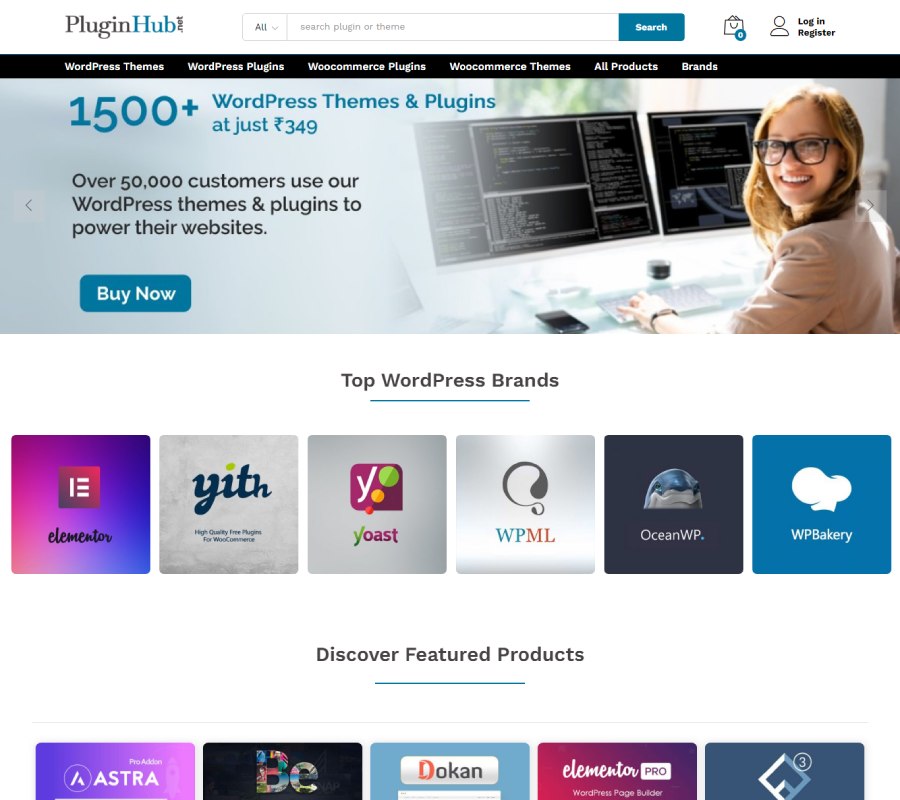 PluginHub.net
All
search plugin or theme
Search
0
Log in
Register
WordPress Themes
WordPress Plugins
Woocommerce Plugins
Woocommerce Themes
All Products
Brands
1500+
WordPress Themes & Plugins
at just ₹349
Over 50,000 customers use our
WordPress themes & plugins to
power their websites.
Buy Now
Top WordPress Brands
elementor
yith
High Quality Free Plugins
For WooCommerce
yo
yoast
WPML
OceanWP.
WPBakery
Discover Featured Products
Pro Addon
ASTRA
Be
Dokan
elementor PRO
WordPress Page Builder
3